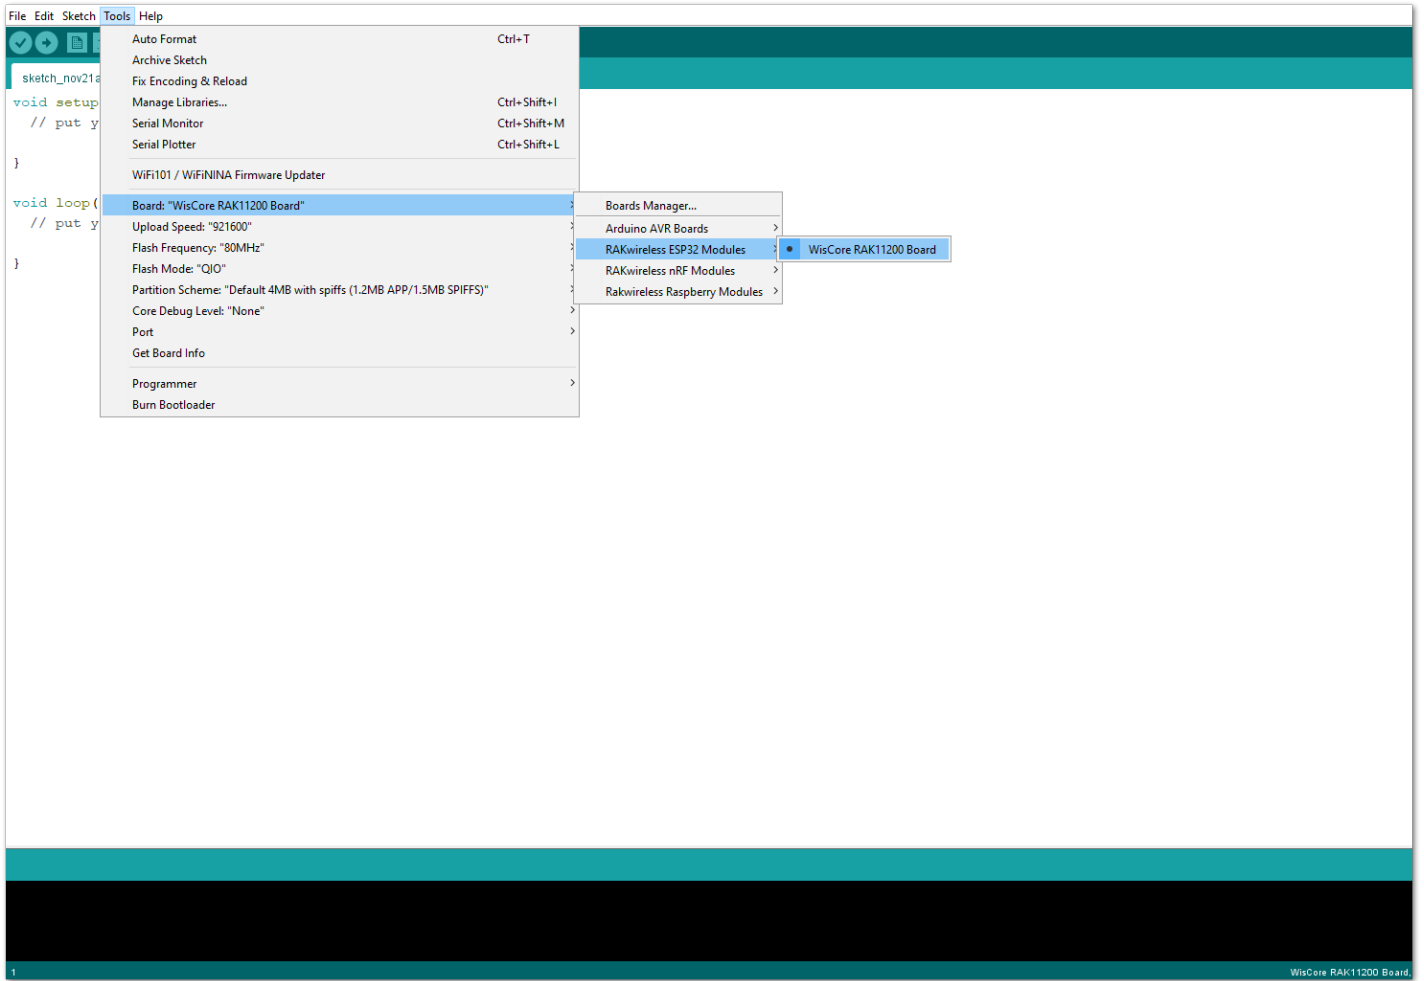 File Edit Sketch Tools Help
Auto Format Ctrl+T
Archive Sketch
Fix Encoding & Reload
sketch_nov21a
Manage Libraries... Ctrl+Shift+I
void setup
Serial Monitor Ctrl+Shift+M
// put y
Serial Plotter Ctrl+Shift+L
}
WiFi101 / WiFiNINA Firmware Updater
void loop(
Board: "WisCore RAK11200 Board"
Boards Manager...
// put y
Upload Speed: "921600"
Arduino AVR Boards
Flash Frequency: "80MHz"
RAKwireless ESP32 Modules
WisCore RAK11200 Board
}
Flash Mode: "QIO"
RAKwireless nRF Modules
Partition Scheme: "Default 4MB with spiffs (1.2MB APP/1.5MB SPIFFS)"
Rakwireless Raspberry Modules
Core Debug Level: "None"
Port
Get Board Info
Programmer
Burn Bootloader
1
WisCore RAK11200 Board,